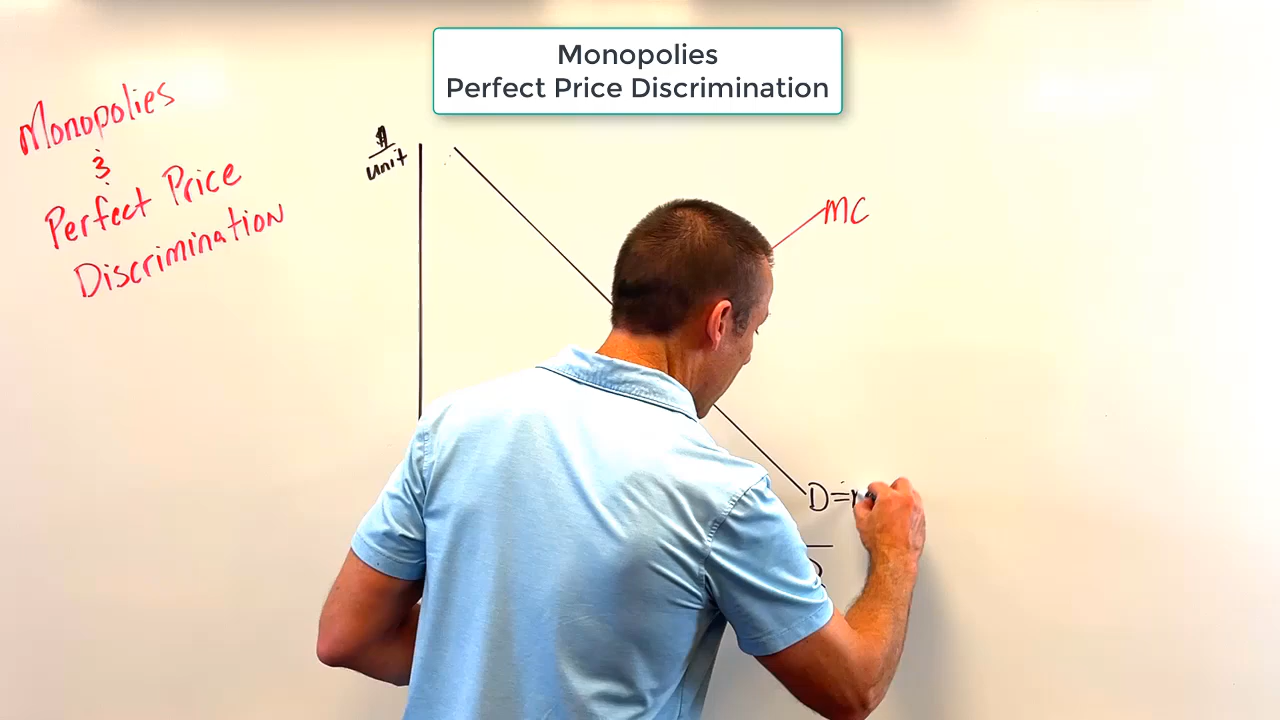 Monopolies
Perfect Price Discrimination
Monopolies
&
Perfect Price
Discrimination
$
unit
MC
D=